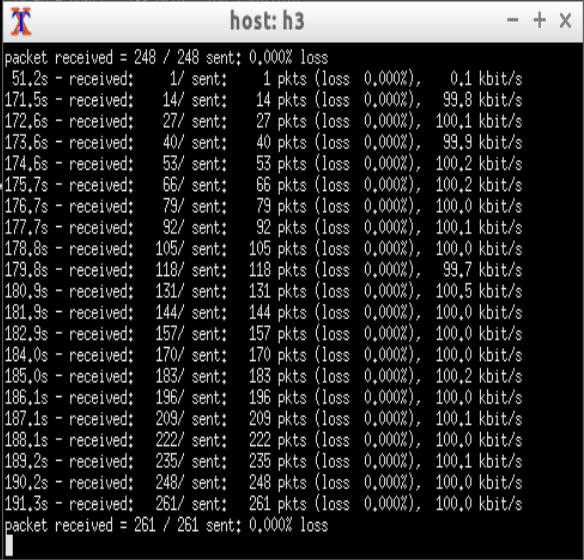 host: h3
packet received = 248 / 248 sent: 0,000% loss
51.2s - received: 1/ sent: 1 pkts (loss 0,000%), 0.1 kbit/s
171.5s - received: 14/ sent: 14 pkts (loss 0,000%), 99.8 kbit/s
172.6s - received: 27/ sent: 27 pkts (loss 0,000%), 100.1 kbit/s
173.6s - received: 40/ sent: 40 pkts (loss 0,000%), 99.9 kbit/s
174.6s - received: 53/ sent: 53 pkts (loss 0,000%), 100.2 kbit/s
175.7s - received: 66/ sent: 66 pkts (loss 0,000%), 100.2 kbit/s
176.7s - received: 79/ sent: 79 pkts (loss 0,000%), 100.0 kbit/s
177.7s - received: 92/ sent: 92 pkts (loss 0,000%), 100.1 kbit/s
178.8s - received: 105/ sent: 105 pkts (loss 0,000%), 100.0 kbit/s
179.8s - received: 118/ sent: 118 pkts (loss 0,000%), 99.7 kbit/s
180.9s - received: 131/ sent: 131 pkts (loss 0,000%), 100.5 kbit/s
181.9s - received: 144/ sent: 144 pkts (loss 0,000%), 100.0 kbit/s
182.9s - received: 157/ sent: 157 pkts (loss 0,000%), 100.0 kbit/s
184.0s - received: 170/ sent: 170 pkts (loss 0,000%), 100.0 kbit/s
185.0s - received: 183/ sent: 183 pkts (loss 0,000%), 100.2 kbit/s
186.1s - received: 196/ sent: 196 pkts (loss 0,000%), 100.0 kbit/s
187.1s - received: 209/ sent: 209 pkts (loss 0,000%), 100.1 kbit/s
188.1s - received: 222/ sent: 222 pkts (loss 0,000%), 100.0 kbit/s
189.2s - received: 235/ sent: 235 pkts (loss 0,000%), 100.1 kbit/s
190.2s - received: 248/ sent: 248 pkts (loss 0,000%), 100.0 kbit/s
191.3s - received: 261/ sent: 261 pkts (loss 0,000%), 100.0 kbit/s
packet received = 261 / 261 sent: 0,000% loss